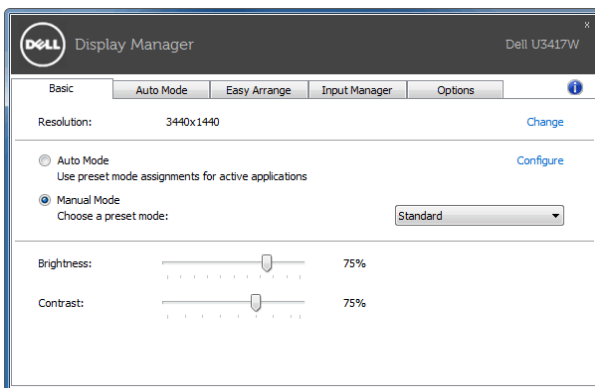 DELL Display Manager Dell U3417W
x
Basic Auto Mode Easy Arrange Input Manager Options i
Resolution: 3440x1440 Change
Auto Mode Configure
Use preset mode assignments for active applications
Manual Mode
Choose a preset mode: Standard
Brightness: 75%
Contrast: 75%